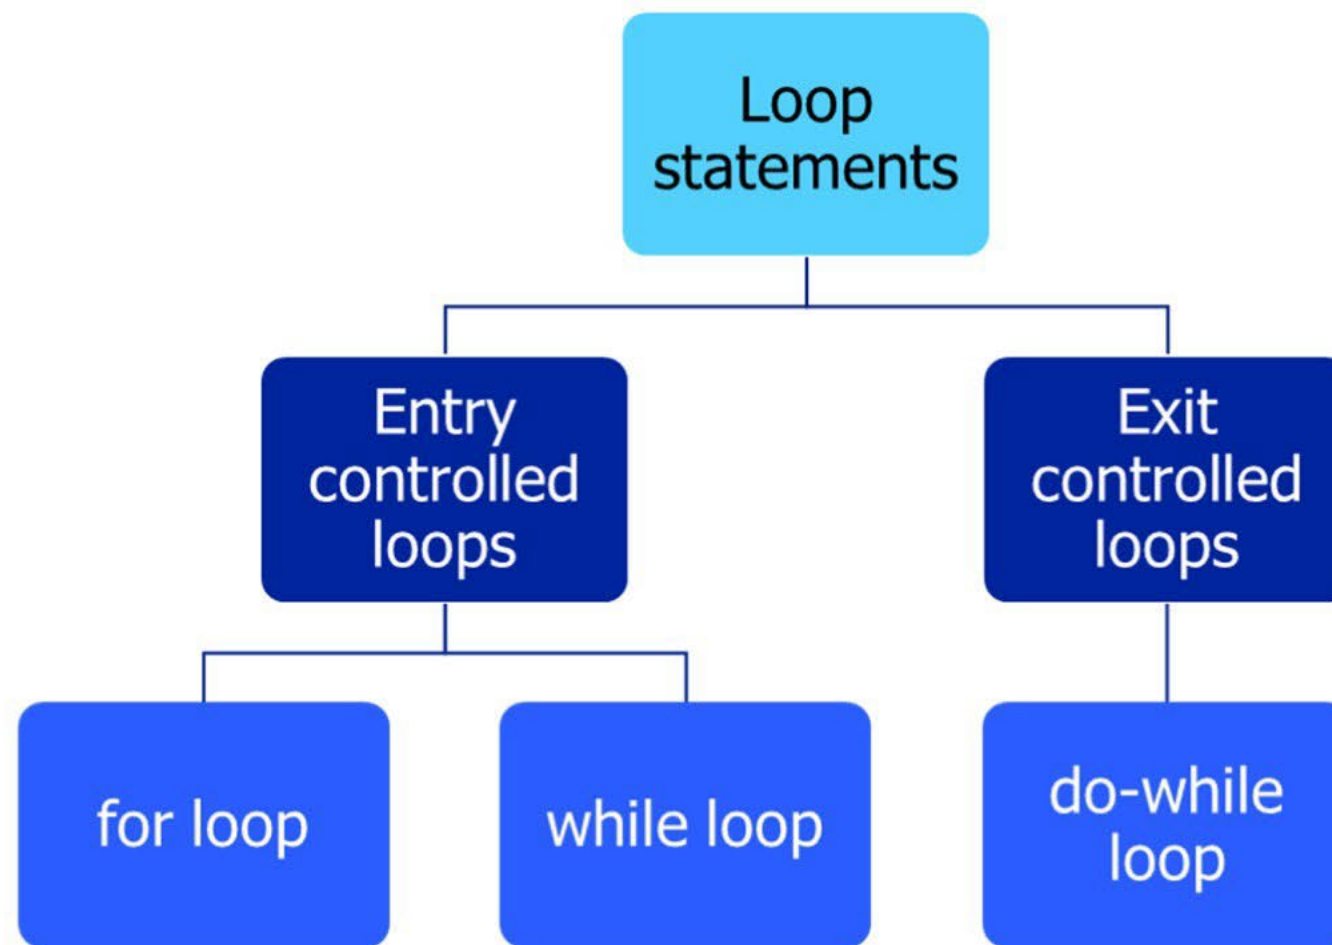 Loop
statements
Entry
controlled
loops
Exit
controlled
loops
for loop
while loop
do-while
loop